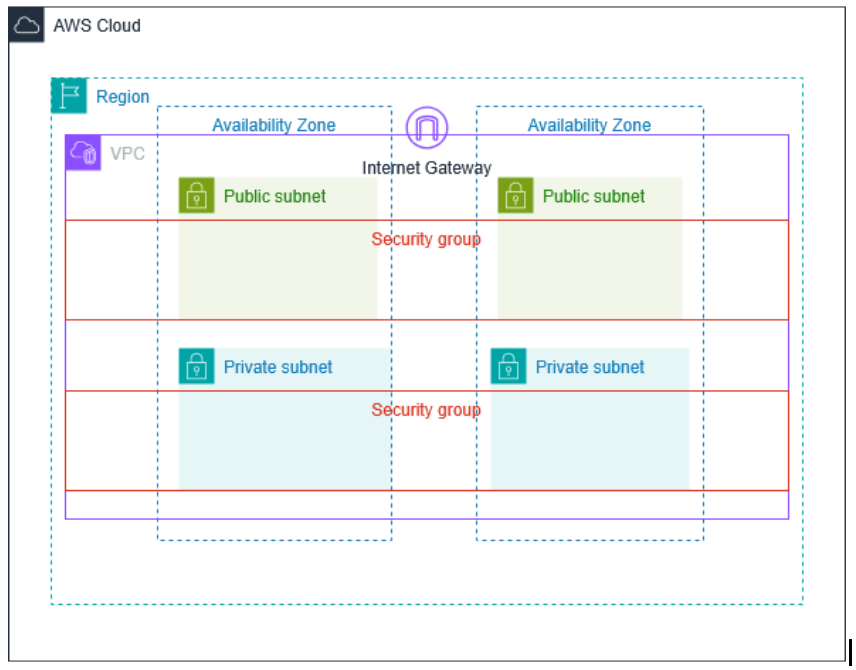 AWS Cloud
Region
Availability Zone
Availability Zone
VPC
Internet Gateway
Public subnet
Public subnet
Security group
Private subnet
Private subnet
Security group